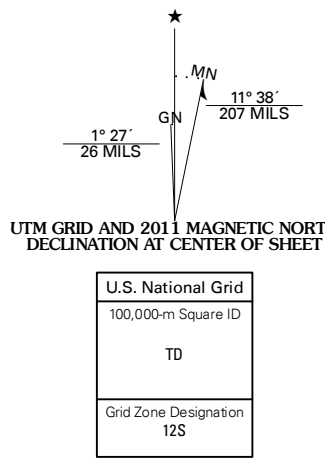 ★
MN
GN
11° 38´
207 MILS
1° 27´
26 MILS
UTM GRID AND 2011 MAGNETIC NORT
DECLINATION AT CENTER OF SHEET
U.S. National Grid
100,000-m Square ID
TD
Grid Zone Designation
12S